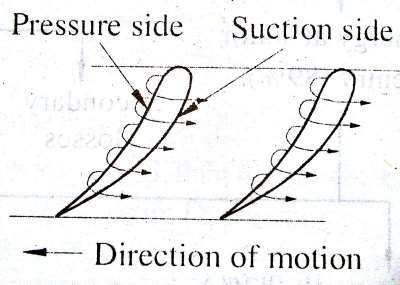 Pressure side Suction side
Direction of motion